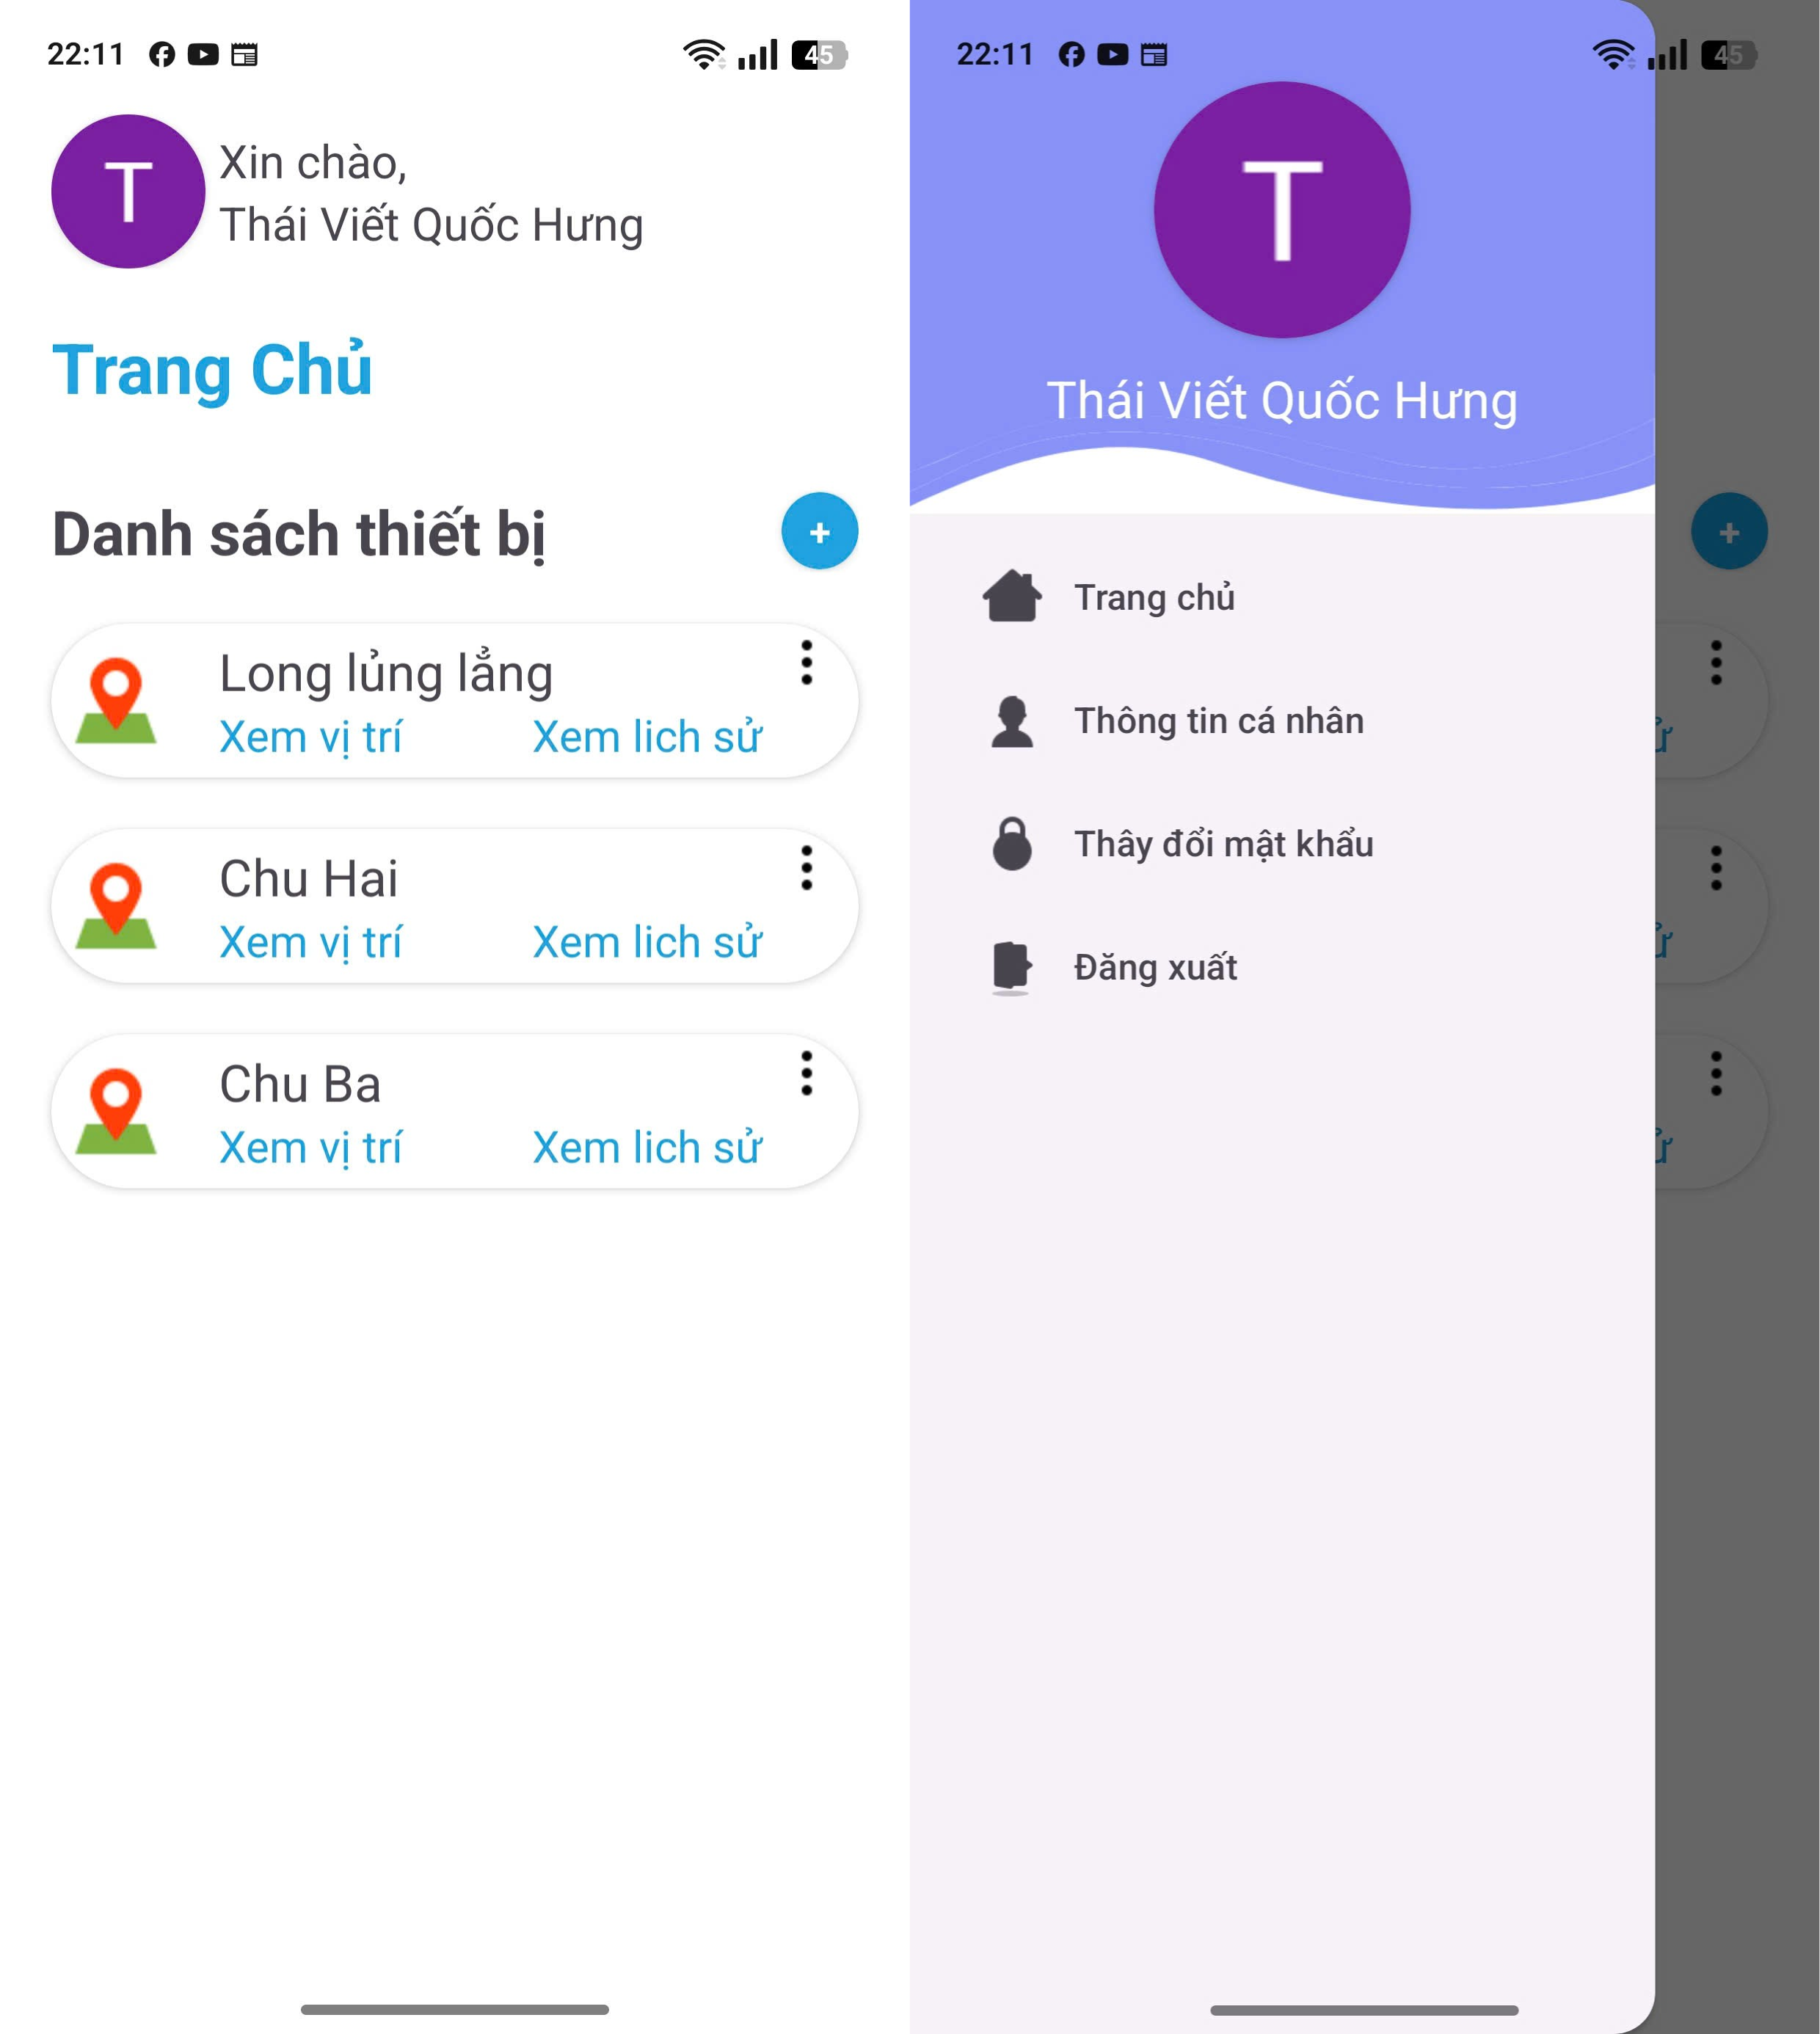 22:11
45
T
Xin chào,
Thái Viết Quốc Hưng
Trang Chủ
Danh sách thiết bị
+
Long lủng lẳng
Xem vị trí Xem lich sử
Chu Hai
Xem vị trí Xem lich sử
Chu Ba
Xem vị trí Xem lich sử
22:11
45
T
Thái Viết Quốc Hưng
+
Trang chủ
Thông tin cá nhân
ử
Thây đổi mật khẩu
ử
Đăng xuất
ử